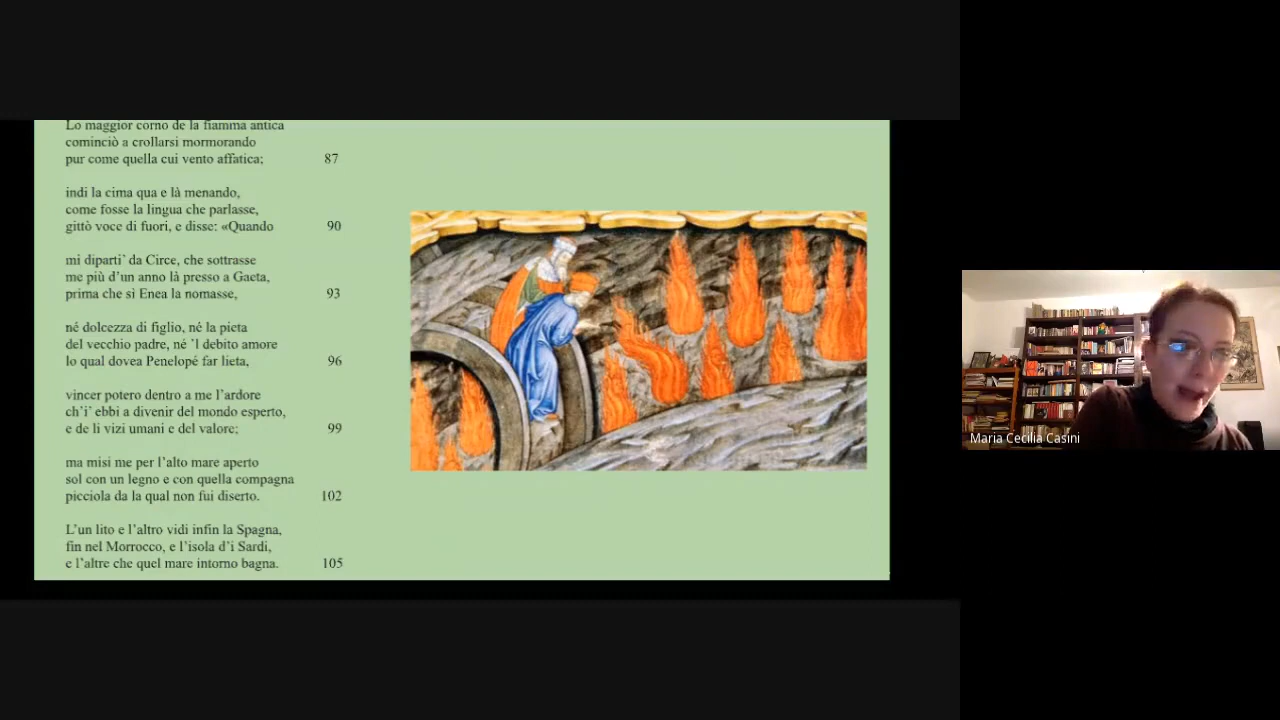 Lo maggior corno de la fiamma antica
cominciò a crollarsi mormorando
pur come quella cui vento affatica; 87
indi la cima qua e là menando,
come fosse la lingua che parlasse,
gittò voce di fuori, e disse: «Quando 90
mi diparti’ da Circe, che sottrasse
me più d’un anno là presso a Gaeta,
prima che sì Enea la nomasse, 93
né dolcezza di figlio, né la pieta
del vecchio padre, né ’l debito amore
lo qual dovea Penelopé far lieta, 96
vincer potero dentro a me l’ardore
ch’i’ ebbi a divenir del mondo esperto,
e de li vizi umani e del valore; 99
ma misi me per l’alto mare aperto
sol con un legno e con quella compagna
picciola da la qual non fui diserto. 102
L’un lito e l’altro vidi infin la Spagna,
fin nel Morrocco, e l’isola d’i Sardi,
e l’altre che quel mare intorno bagna. 105
Maria Cecilia Casini